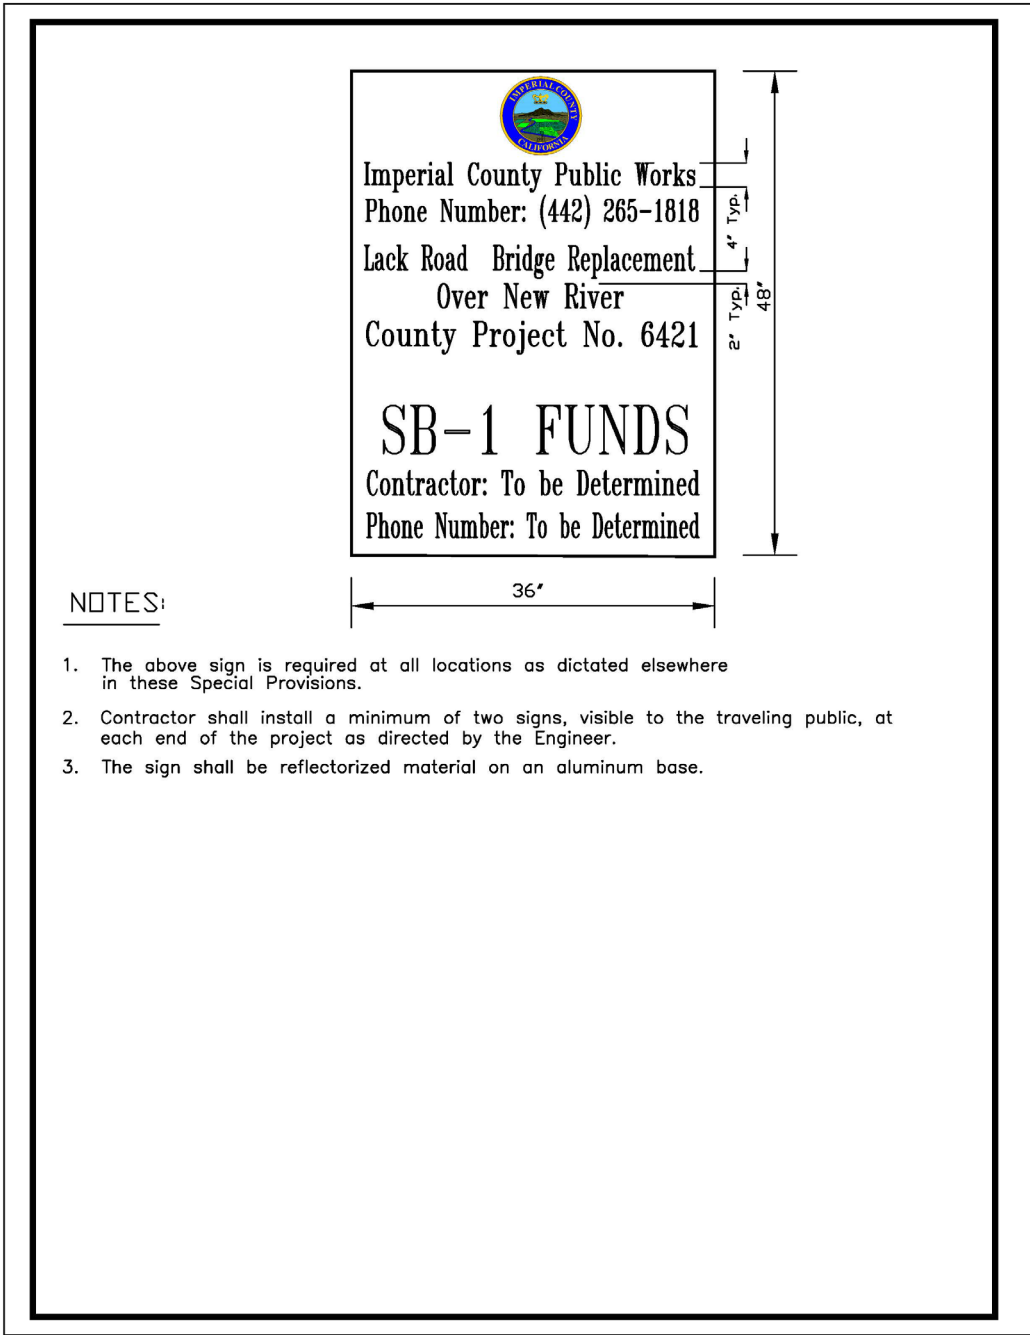 IMPERIAL COUNTY
CALIFORNIA
Imperial County Public Works
Phone Number: (442) 265-1818
Lack Road Bridge Replacement
Over New River
County Project No. 6421
SB-1 FUNDS
Contractor: To be Determined
Phone Number: To be Determined
4" Typ.
2" Typ.
48"
36"
NOTES:
1. The above sign is required at all locations as dictated elsewhere
in these Special Provisions.
2. Contractor shall install a minimum of two signs, visible to the traveling public, at
each end of the project as directed by the Engineer.
3. The sign shall be reflectorized material on an aluminum base.